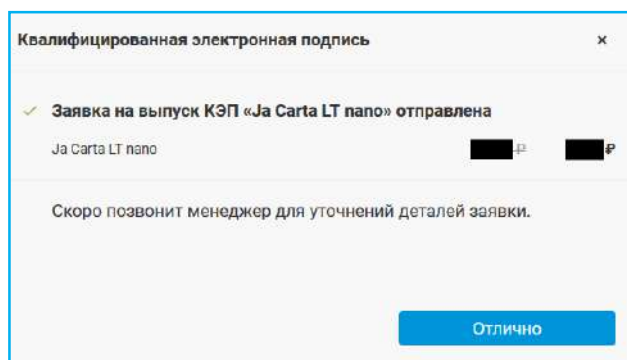 Квалифицированная электронная подпись ×
Заявка на выпуск КЭП «Ja Carta LT nano» отправлена
Ja Carta LT nano ₽ ₽
Скоро позвонит менеджер для уточнений деталей заявки.
Отлично